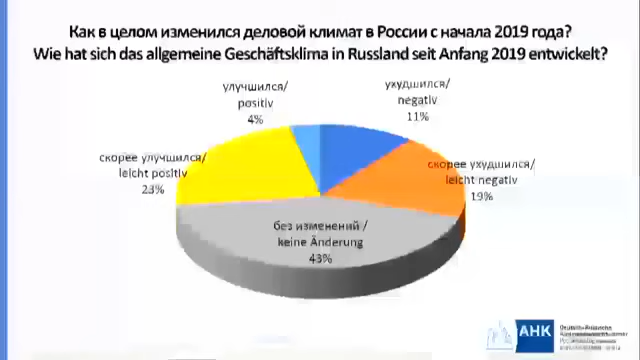 Как в целом изменился деловой климат в России с начала 2019 года?
Wie hat sich das allgemeine Geschäftsklima in Russland seit Anfang 2019 entwickelt?
улучшился/
positiv
4%
ухудшился/
negativ
11%
скорее улучшился/
leicht positiv
23%
скорее ухудшился/
leicht negativ
19%
без изменений /
keine Änderung
43%
AHK